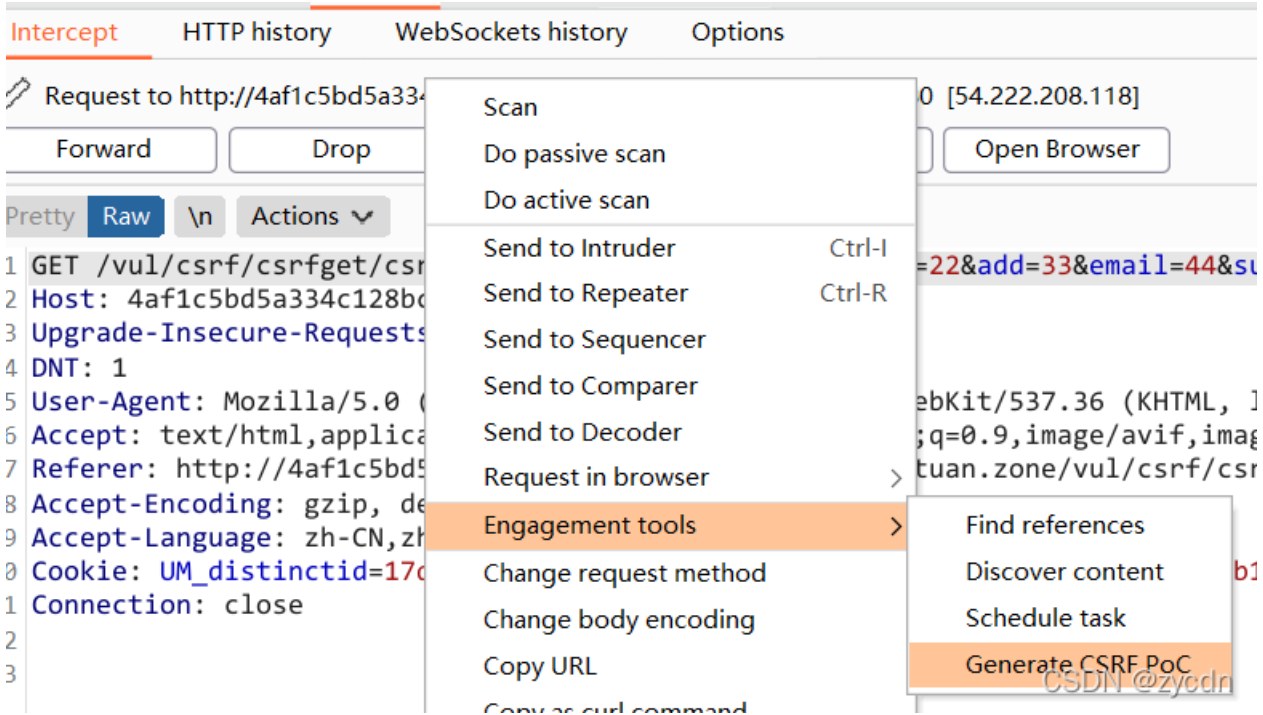 Intercept HTTP history WebSockets history Options
Request to http://4af1c5bd5a334 0 [54.222.208.118]
Forward Drop Open Browser
Pretty Raw \n Actions
Scan
Do passive scan
Do active scan
Send to Intruder Ctrl-I
Send to Repeater Ctrl-R
Send to Sequencer
Send to Comparer
Send to Decoder
Request in browser
Engagement tools
Change request method
Change body encoding
Copy URL
Copy as curl command
Find references
Discover content
Schedule task
Generate CSRF PoC
1 GET /vul/csrf/csrfget/csr =22&add=33&email=44&su
2 Host: 4af1c5bd5a334c128bc
3 Upgrade-Insecure-Requests
4 DNT: 1
5 User-Agent: Mozilla/5.0 ( ebKit/537.36 (KHTML, l
6 Accept: text/html,applica ;q=0.9,image/avif,imag
7 Referer: http://4af1c5bd5 tuan.zone/vul/csrf/csr
8 Accept-Encoding: gzip, de
9 Accept-Language: zh-CN,zh
0 Cookie: UM_distinctid=17c b1
1 Connection: close
2
3
CSDN @zycdn